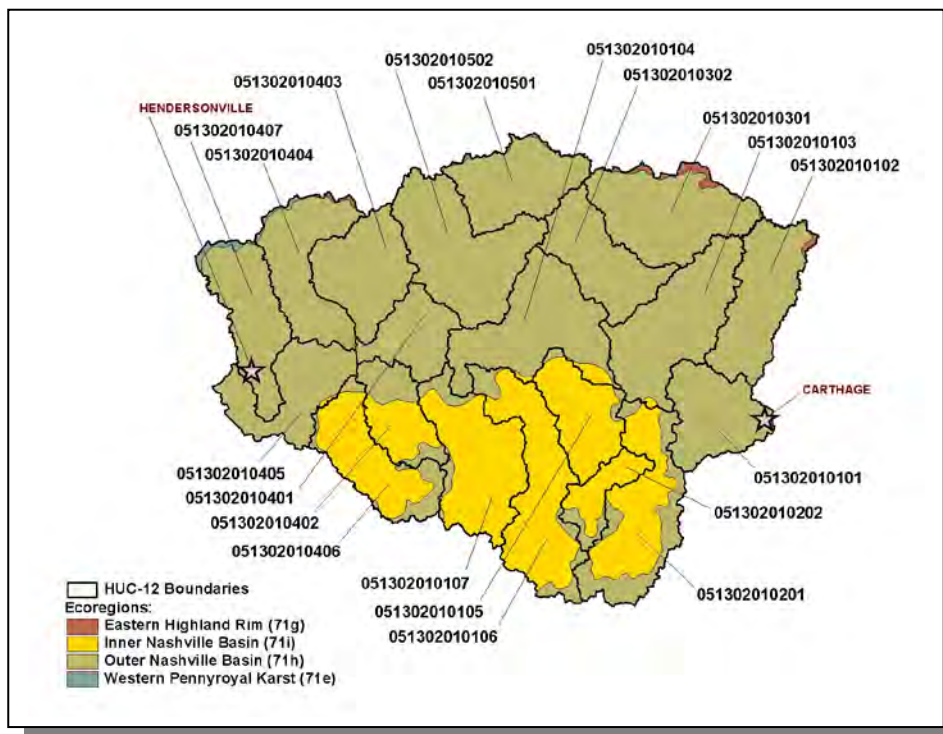 051302010104
051302010502
051302010302
051302010403
051302010501
HENDERSONVILLE
051302010301
051302010407
051302010103
051302010404
051302010102
CARTHAGE
051302010405
051302010101
051302010401
051302010402
051302010202
051302010406
051302010107
051302010201
051302010105
051302010106
HUC-12 Boundaries
Ecoregions:
Eastern Highland Rim (71g)
Inner Nashville Basin (71i)
Outer Nashville Basin (71h)
Western Pennyroyal Karst (71e)